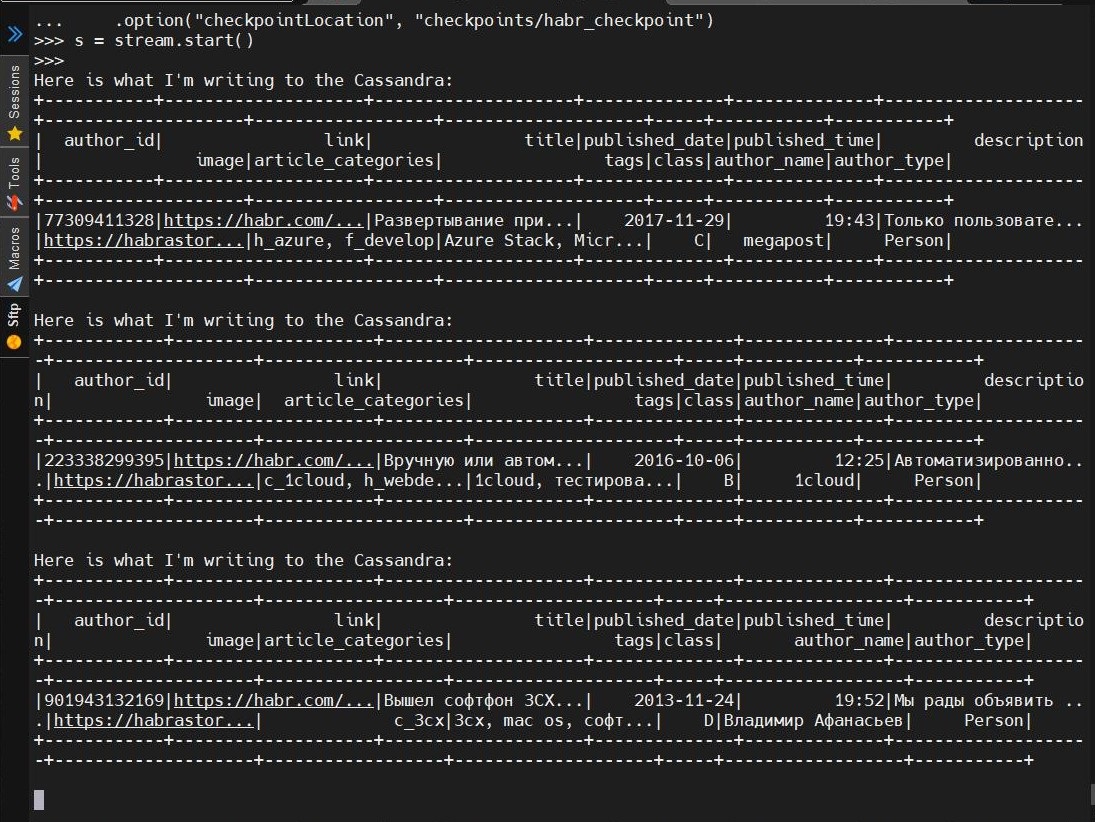 ...     .option("checkpointLocation", "checkpoints/habr_checkpoint")
>>> s = stream.start()
>>>
Here is what I'm writing to the Cassandra:
+-----------+--------------------+--------------------+--------------+--------------+--------------------
+--------------------+------------------+--------------------+-----+-----------+-----------+
|  author_id|                link|               title|published_date|published_time|         description
|               image|article_categories|                tags|class|author_name|author_type|
+-----------+--------------------+--------------------+--------------+--------------+--------------------
+--------------------+------------------+--------------------+-----+-----------+-----------+
|77309411328|https://habr.com/...|Развертывание при...|    2017-11-29|         19:43|Только пользовате...
|https://habrastor...|h_azure, f_develop|Azure Stack, Micr...|    C|   megapost|     Person|
+-----------+--------------------+--------------------+--------------+--------------+--------------------
+--------------------+------------------+--------------------+-----+-----------+-----------+
Here is what I'm writing to the Cassandra:
+------------+--------------------+--------------------+--------------+--------------+-------------------
-+--------------------+--------------------+--------------------+-----+-----------+-----------+
|   author_id|                link|               title|published_date|published_time|         descriptio
n|               image|  article_categories|                tags|class|author_name|author_type|
+------------+--------------------+--------------------+--------------+--------------+-------------------
-+--------------------+--------------------+--------------------+-----+-----------+-----------+
|223338299395|https://habr.com/...|Вручную или автом...|    2016-10-06|         12:25|Автоматизированно..
.|https://habrastor...|c_1cloud, h_webde...|1cloud, тестирова...|    B|     1cloud|     Person|
+------------+--------------------+--------------------+--------------+--------------+-------------------
-+--------------------+--------------------+--------------------+-----+-----------+-----------+
Here is what I'm writing to the Cassandra:
+------------+--------------------+--------------------+--------------+--------------+-------------------
-+--------------------+------------------+--------------------+-----+------------------+-----------+
|   author_id|                link|               title|published_date|published_time|         descriptio
n|               image|article_categories|                tags|class|       author_name|author_type|
+------------+--------------------+--------------------+--------------+--------------+-------------------
-+--------------------+------------------+--------------------+-----+------------------+-----------+
|901943132169|https://habr.com/...|Вышел софтфон 3CX...|    2013-11-24|         19:52|Мы рады объявить ..
.|https://habrastor...|             c_3cx|3cx, mac os, софт...|    D|Владимир Афанасьев|     Person|
+------------+--------------------+--------------------+--------------+--------------+-------------------
-+--------------------+------------------+--------------------+-----+------------------+-----------+
Sessions
Tools
Macros
Sftp